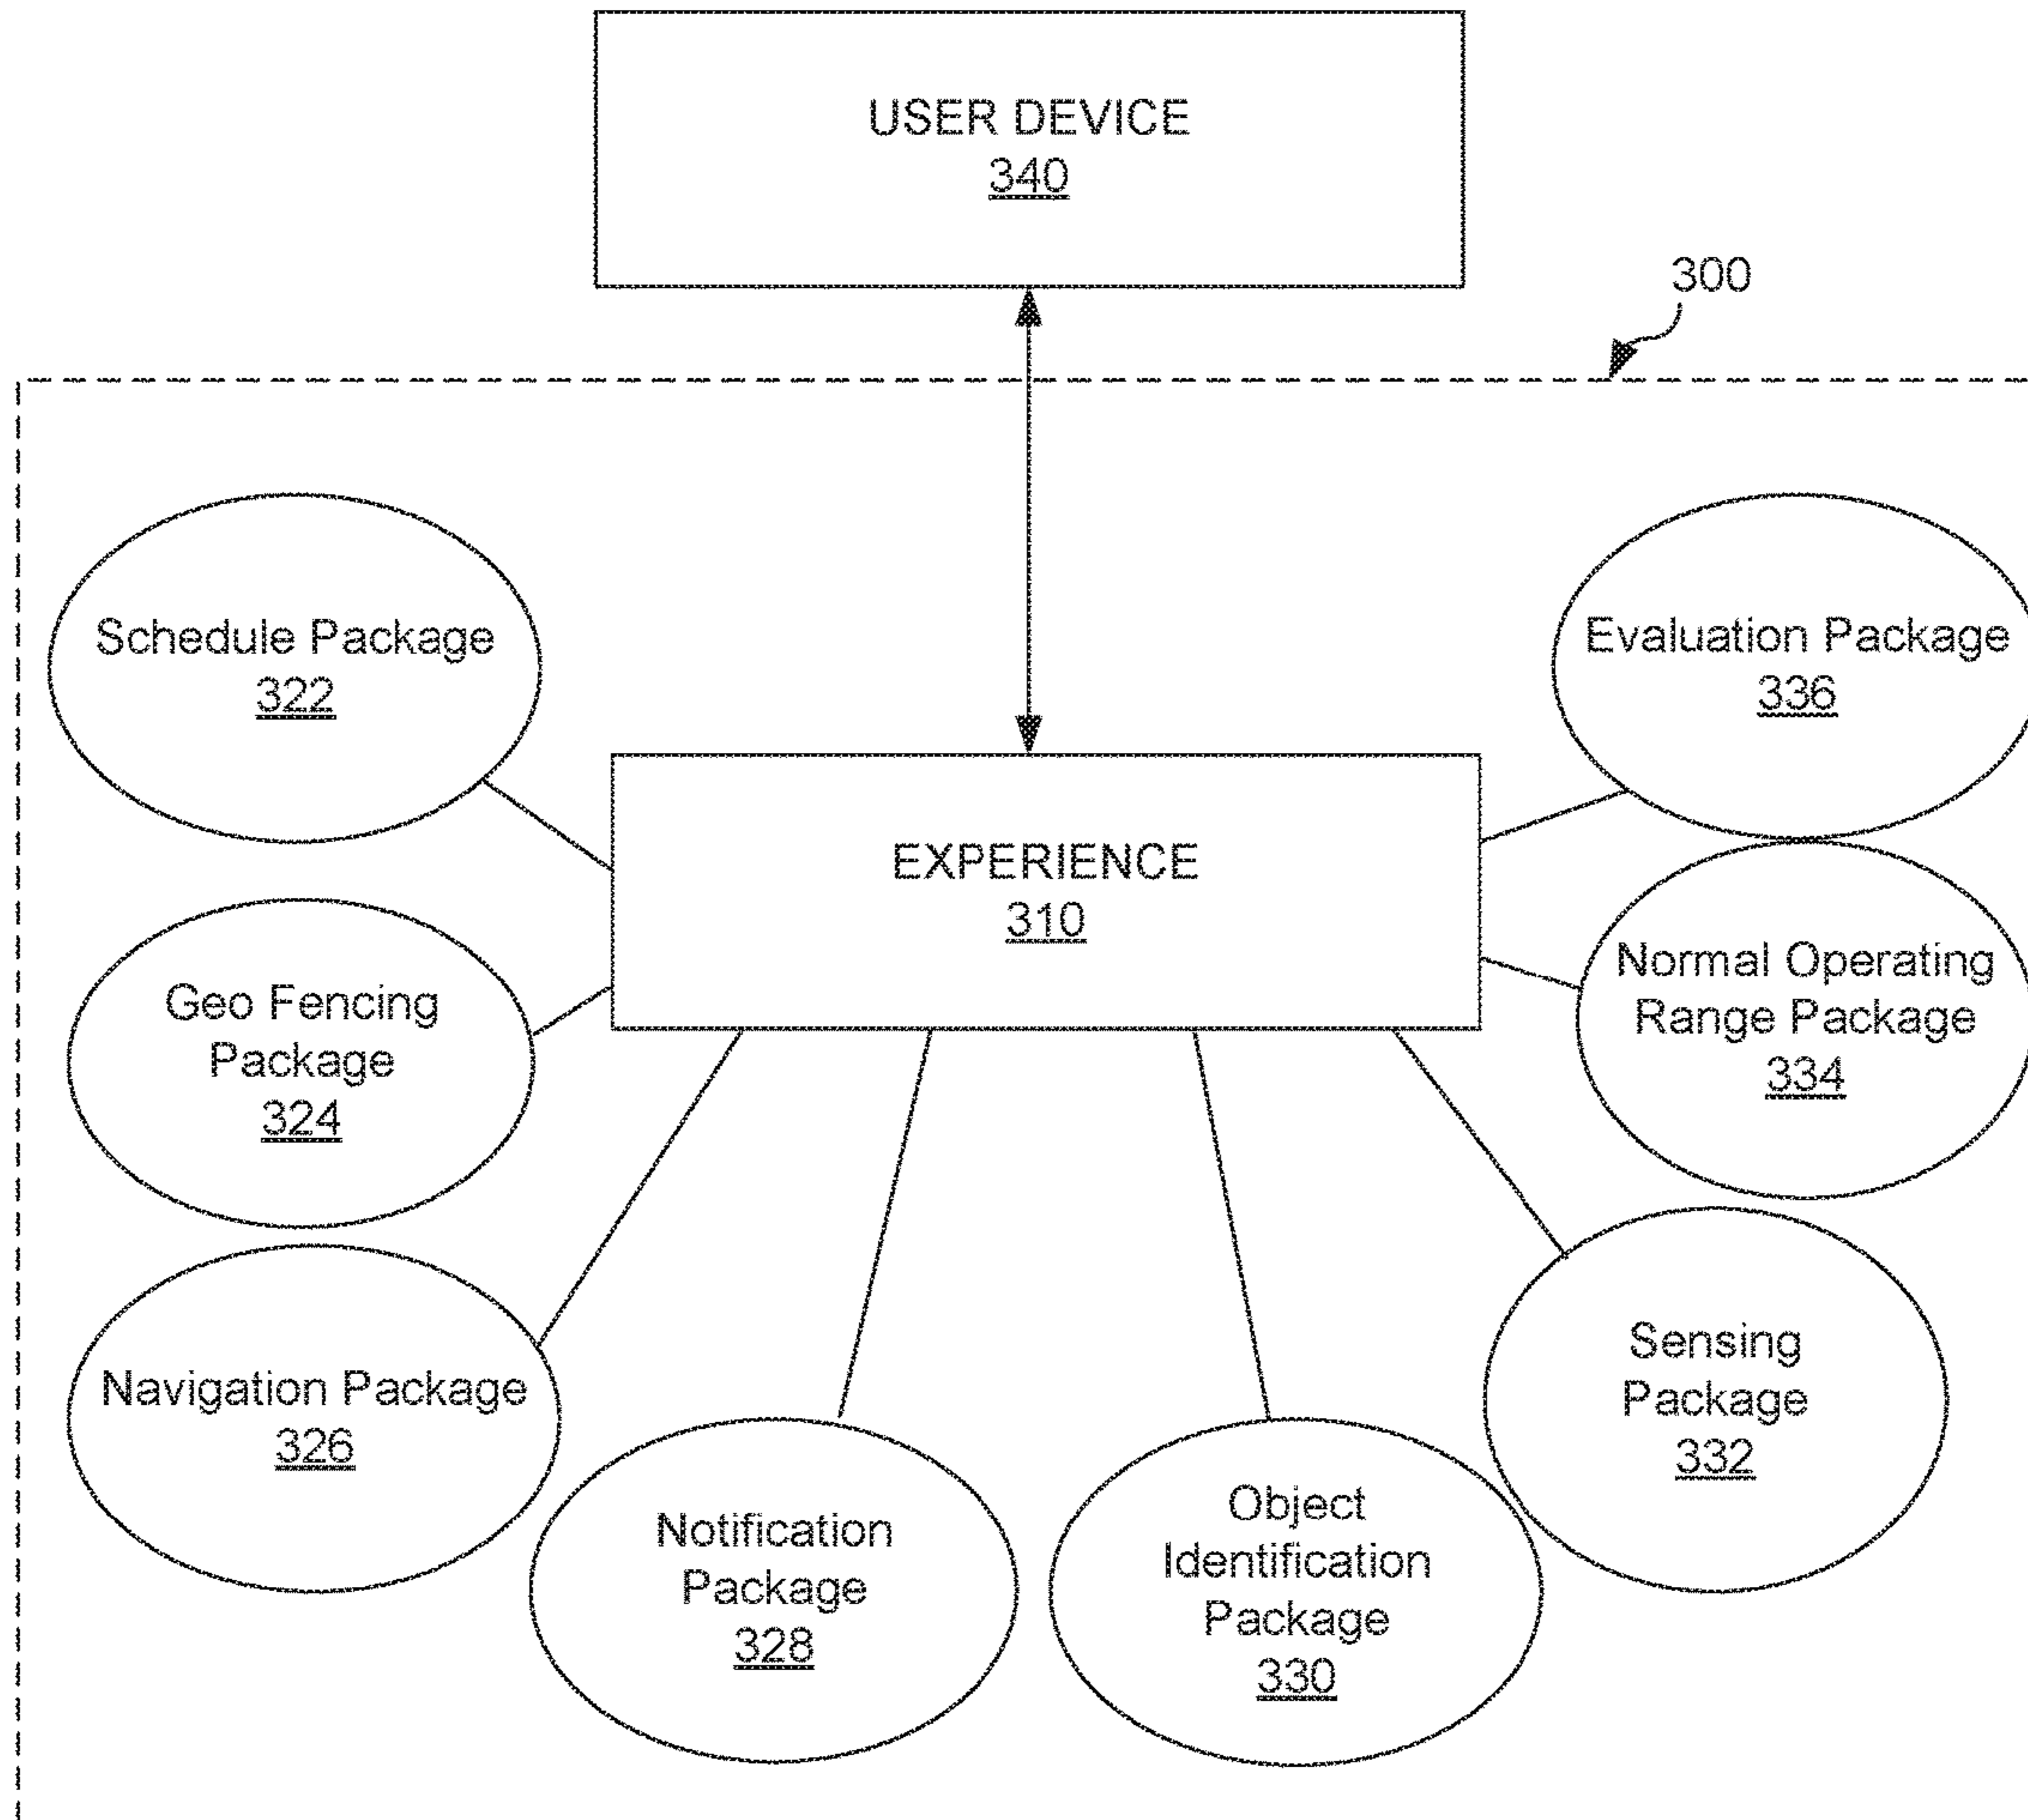 USER DEVICE
340
300
Schedule Package
322
Evaluation Package
336
EXPERIENCE
310
Geo Fencing
Package
324
Normal Operating
Range Package
334
Navigation Package
326
Sensing
Package
332
Notification
Package
328
Object
Identification
Package
330